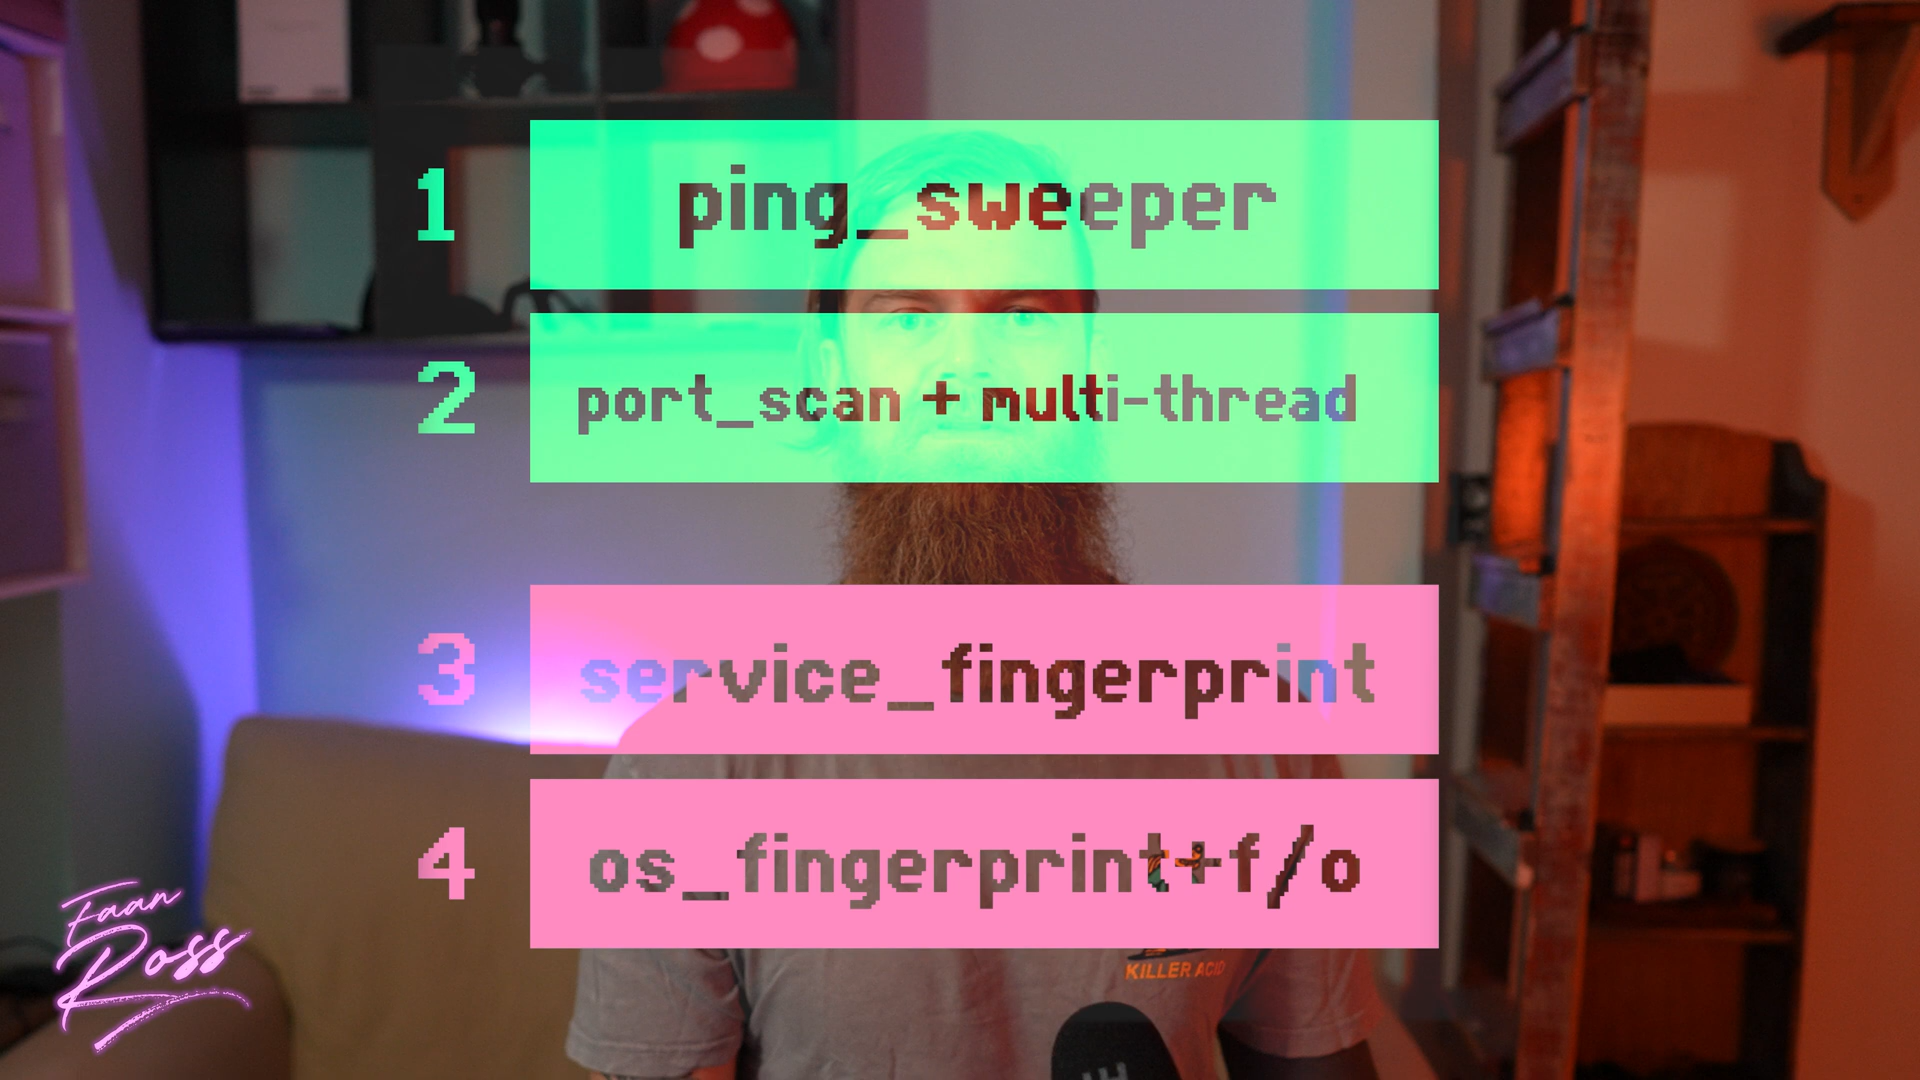 1 ping_sweeper
2 port_scan + multi-thread
3 service_fingerprint
4 os_fingerprint+f/o
KILLER ACID
Faan
Ross